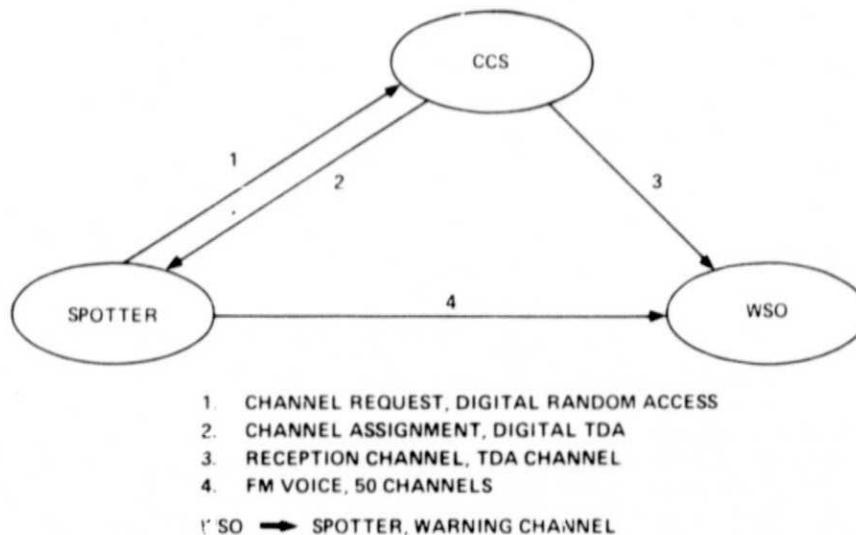 CCS
1
2
3
SPOTTER
4
WSO
1. CHANNEL REQUEST, DIGITAL RANDOM ACCESS
2. CHANNEL ASSIGNMENT, DIGITAL TDA
3. RECEPTION CHANNEL, TDA CHANNEL
4. FM VOICE, 50 CHANNELS
WSO → SPOTTER, WARNING CHANNEL